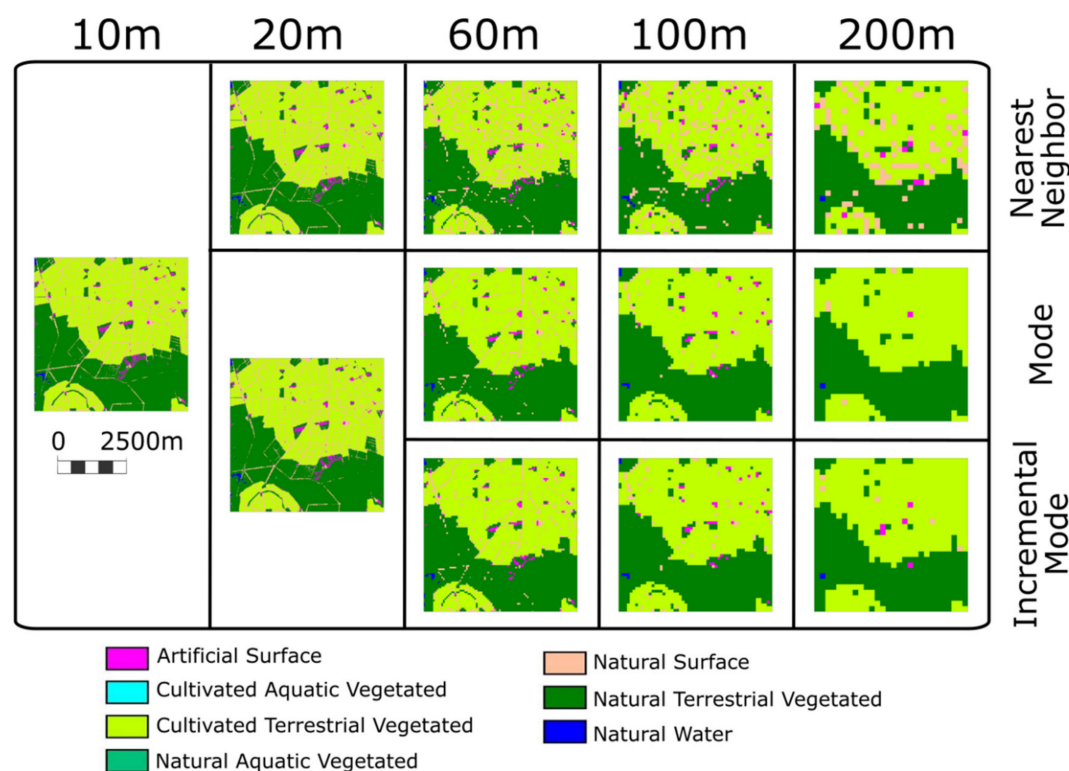 10m 20m 60m 100m 200m
Nearest
Neighbor
Mode
Incremental
Mode
0 2500m
Artificial Surface
Cultivated Aquatic Vegetated
Cultivated Terrestrial Vegetated
Natural Aquatic Vegetated
Natural Surface
Natural Terrestrial Vegetated
Natural Water